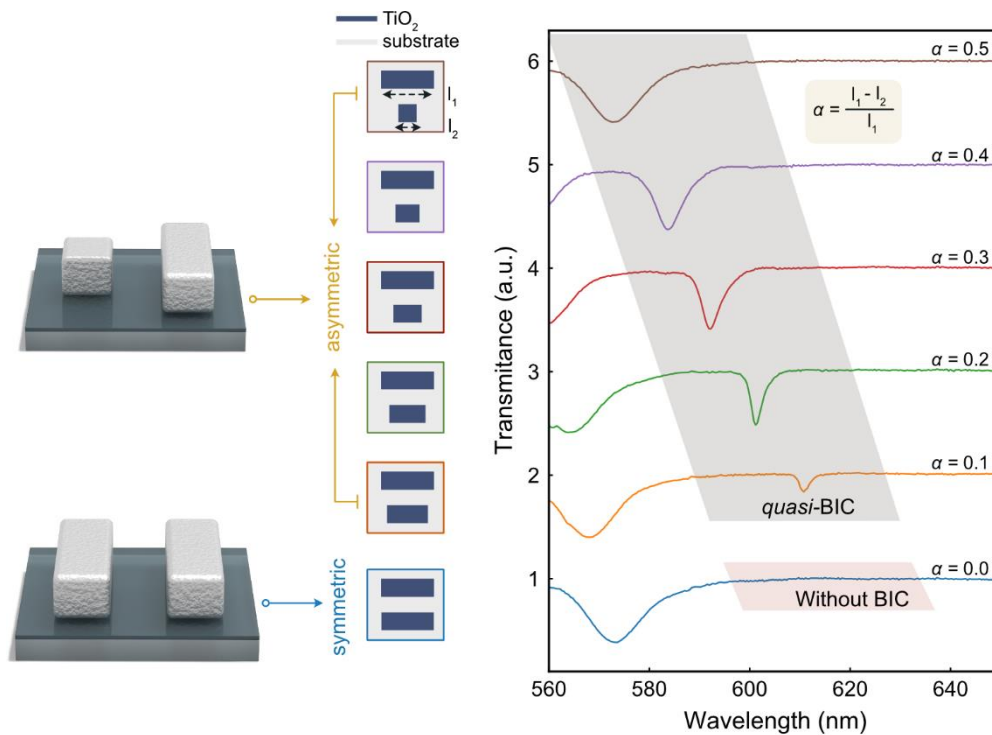 TiO₂
substrate
l₁
l₂
asymmetric
symmetric
Transmitance (a.u.)
6
5
4
3
2
1
α = 0.5
α = l₁ - l₂ / l₁
α = 0.4
α = 0.3
α = 0.2
α = 0.1
quasi-BIC
α = 0.0
Without BIC
560 580 600 620 640
Wavelength (nm)